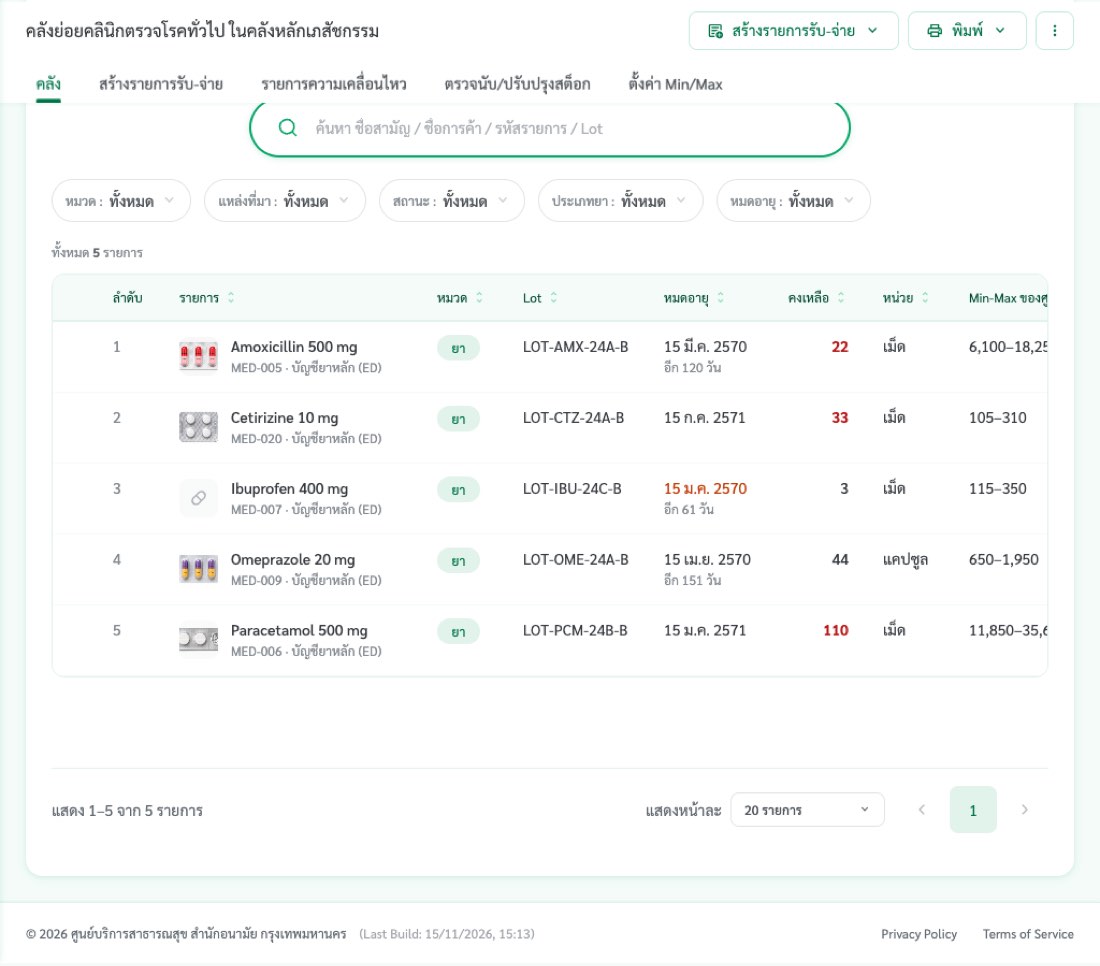 คลังย่อยคลินิกตรวจโรคทั่วไป ในคลังหลักเภสัชกรรม
สร้างรายการรับ-จ่าย
พิมพ์
คลัง สร้างรายการรับ-จ่าย รายการความเคลื่อนไหว ตรวจนับ/ปรับปรุงสต็อก ตั้งค่า Min/Max
ค้นหา ชื่อสามัญ / ชื่อการค้า / รหัสรายการ / Lot
หมวด : ทั้งหมด แหล่งที่มา : ทั้งหมด สถานะ : ทั้งหมด ประเภทยา : ทั้งหมด หมดอายุ : ทั้งหมด
ทั้งหมด 5 รายการ
ลำดับ รายการ หมวด Lot หมดอายุ คงเหลือ หน่วย Min-Max ของศู
1 Amoxicillin 500 mg ยา LOT-AMX-24A-B 15 มี.ค. 2570 22 เม็ด 6,100–18,25
MED-005 · บัญชียาหลัก (ED) อีก 120 วัน
2 Cetirizine 10 mg ยา LOT-CTZ-24A-B 15 ก.ค. 2571 33 เม็ด 105–310
MED-020 · บัญชียาหลัก (ED)
3 Ibuprofen 400 mg ยา LOT-IBU-24C-B 15 ม.ค. 2570 3 เม็ด 115–350
MED-007 · บัญชียาหลัก (ED) อีก 61 วัน
4 Omeprazole 20 mg ยา LOT-OME-24A-B 15 เม.ย. 2570 44 แคปซูล 650–1,950
MED-009 · บัญชียาหลัก (ED) อีก 151 วัน
5 Paracetamol 500 mg ยา LOT-PCM-24B-B 15 ม.ค. 2571 110 เม็ด 11,850–35,6
MED-006 · บัญชียาหลัก (ED)
แสดง 1–5 จาก 5 รายการ แสดงหน้าละ 20 รายการ 1
© 2026 ศูนย์บริการสาธารณสุข สำนักอนามัย กรุงเทพมหานคร (Last Build: 15/11/2026, 15:13) Privacy Policy Terms of Service